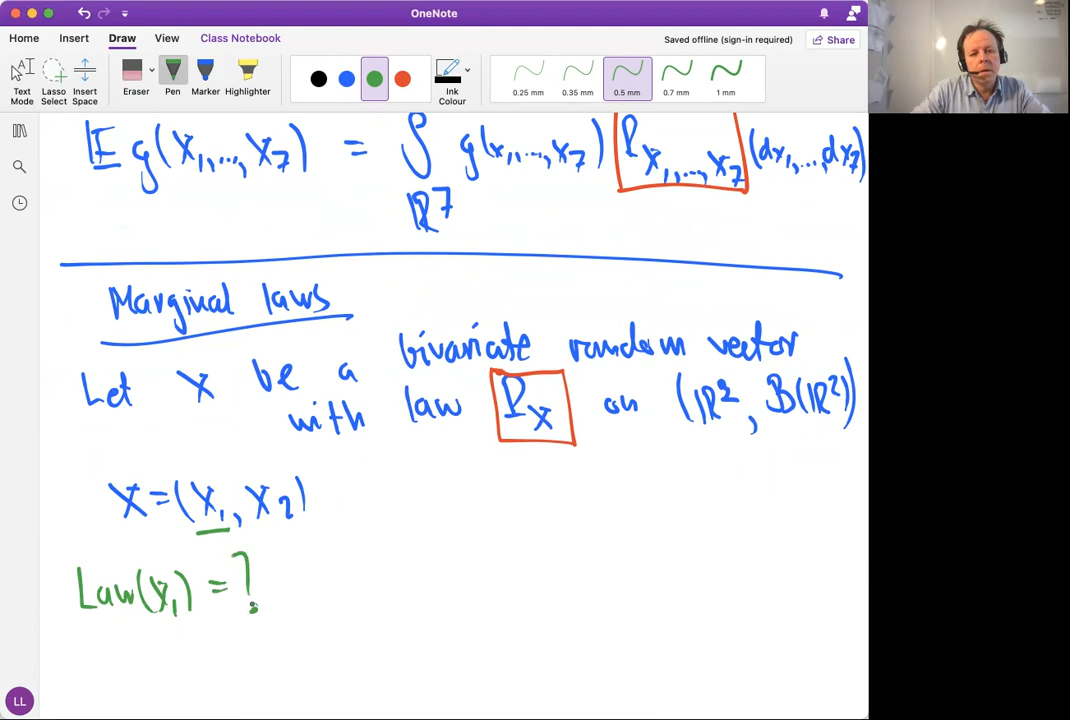 OneNote
Home Insert Draw View Class Notebook
Saved offline (sign-in required) Share
Text Mode
Lasso Select
Insert Space
Eraser
Pen
Marker
Highlighter
Ink Colour
0.25 mm 0.35 mm 0.5 mm 0.7 mm 1 mm
𝔼 g(X₁,...,X₇) = ∫_{ℝ⁷} g(x₁,...,x₇) ℙ_{X₁,...,X₇} (dx₁,...,dx₇)
Marginal laws
Let X be a bivariate random vector
with law ℙ_X on (ℝ², B(ℝ²))
X=(X₁, X₂)
Law(X₁) = ?
LL